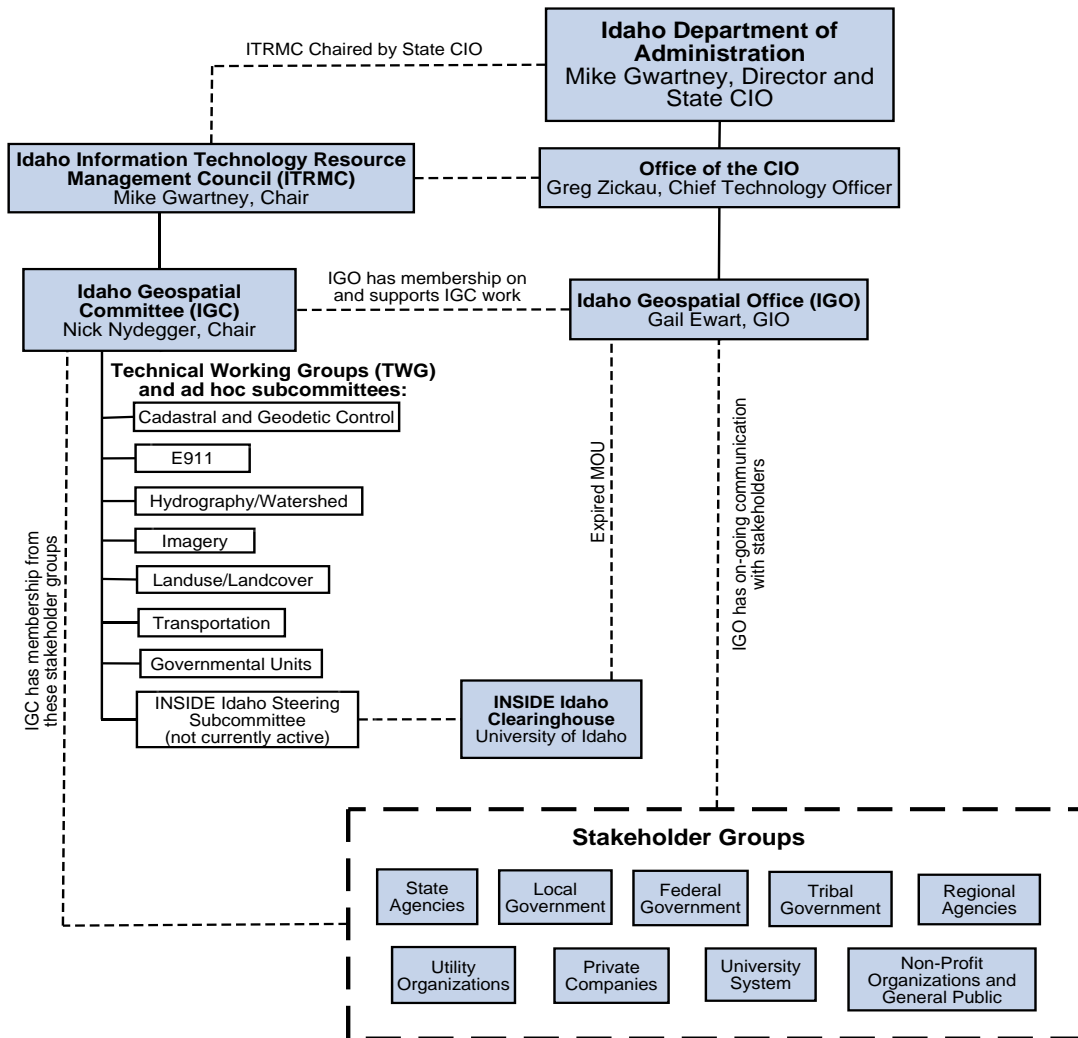 Idaho Department of
Administration
Mike Gwartney, Director and
State CIO
ITRMC Chaired by State CIO
Idaho Information Technology Resource
Management Council (ITRMC)
Mike Gwartney, Chair
Office of the CIO
Greg Zickau, Chief Technology Officer
IGO has membership on
and supports IGC work
Idaho Geospatial
Committee (IGC)
Nick Nydegger, Chair
Idaho Geospatial Office (IGO)
Gail Ewart, GIO
Technical Working Groups (TWG)
and ad hoc subcommittees:
Cadastral and Geodetic Control
E911
Hydrography/Watershed
Imagery
Landuse/Landcover
Transportation
Governmental Units
INSIDE Idaho Steering
Subcommittee
(not currently active)
IGC has membership from
these stakeholder groups
Expired MOU
IGO has on-going communication
with stakeholders
INSIDE Idaho
Clearinghouse
University of Idaho
Stakeholder Groups
State
Agencies
Local
Government
Federal
Government
Tribal
Government
Regional
Agencies
Utility
Organizations
Private
Companies
University
System
Non-Profit
Organizations and
General Public